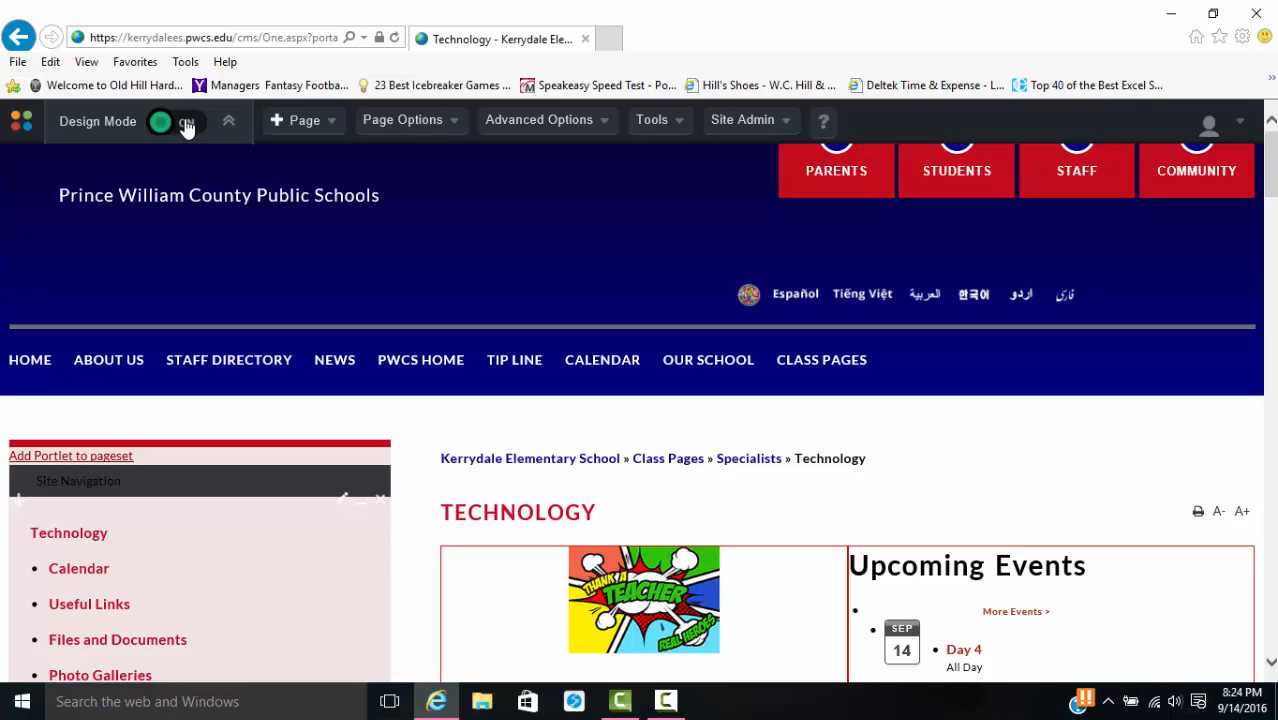 https://kerrydalees.pwcs.edu/cms/One.aspx?porta
Technology - Kerrydale Ele...
File Edit View Favorites Tools Help
Welcome to Old Hill Hard... Managers Fantasy Footba... 23 Best Icebreaker Games ... Speakeasy Speed Test - Po... Hill's Shoes - W.C. Hill & ... Deltek Time & Expense - L... Top 40 of the Best Excel S...
Design Mode ON Page Page Options Advanced Options Tools Site Admin ?
PARENTS STUDENTS STAFF COMMUNITY
Prince William County Public Schools
Español Tiếng Việt العربية 한국어 اردو فارسی
HOME ABOUT US STAFF DIRECTORY NEWS PWCS HOME TIP LINE CALENDAR OUR SCHOOL CLASS PAGES
Add Portlet to pageset
Site Navigation
Technology
• Calendar
• Useful Links
• Files and Documents
• Photo Galleries
Kerrydale Elementary School » Class Pages » Specialists » Technology
TECHNOLOGY
A- A+
THANK A
TEACHER
REAL HEROES
Upcoming Events
More Events >
SEP
14
Day 4
All Day
Search the web and Windows
8:24 PM
9/14/2016